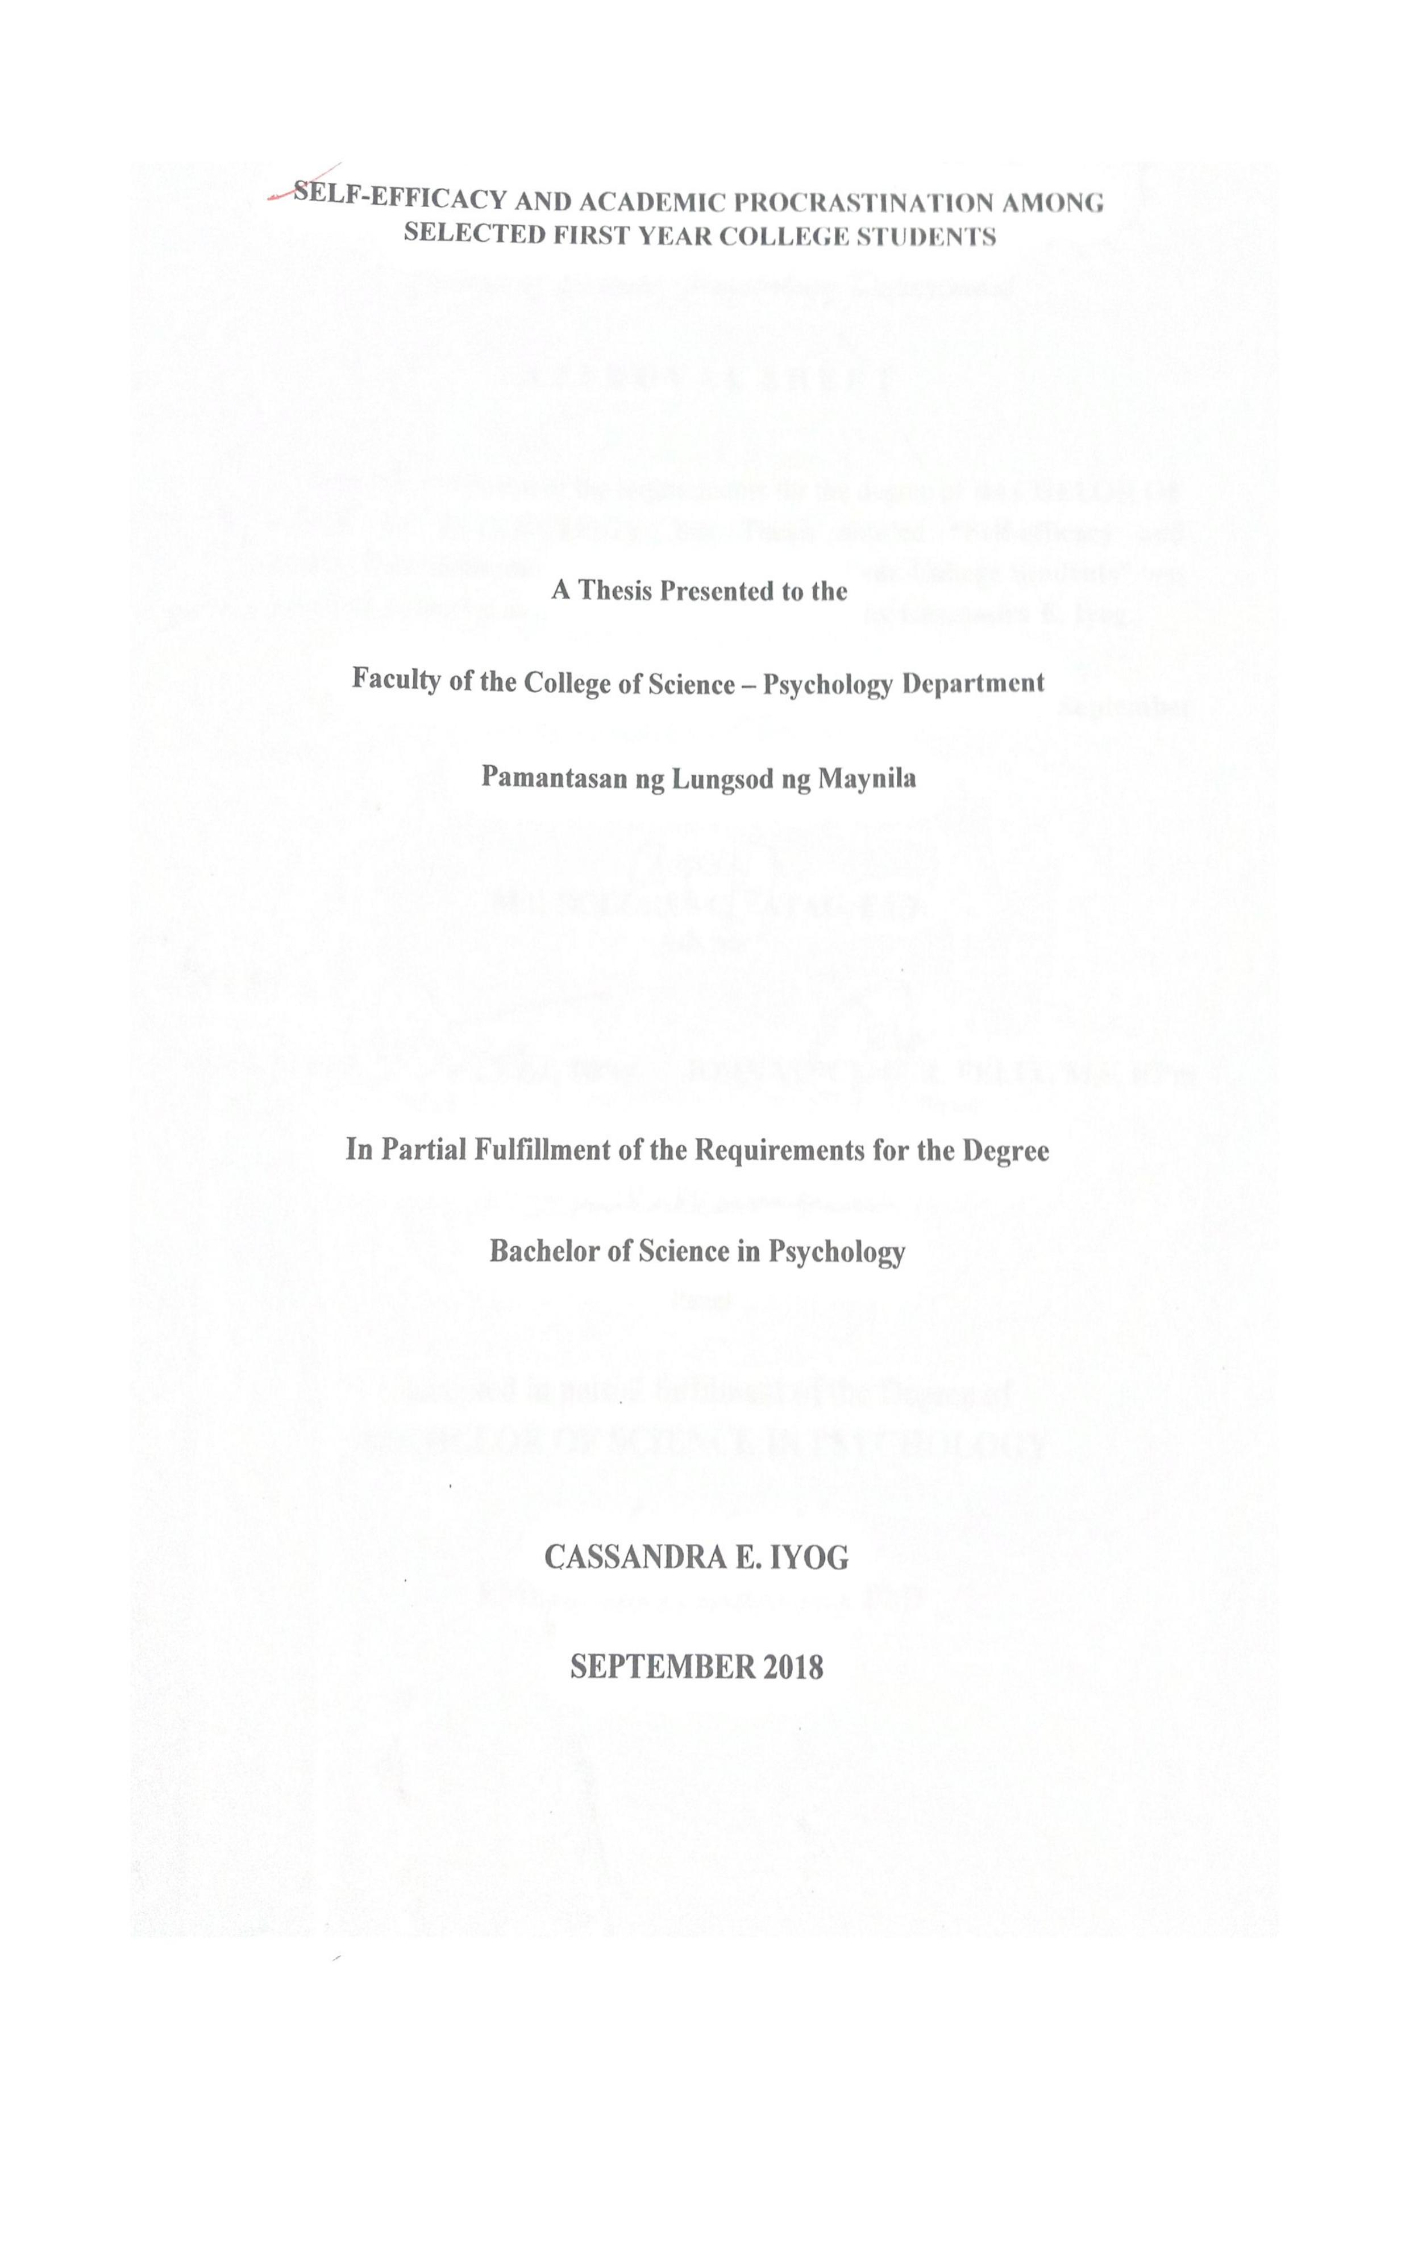 SELF-EFFICACY AND ACADEMIC PROCRASTINATION AMONG
SELECTED FIRST YEAR COLLEGE STUDENTS
A Thesis Presented to the
Faculty of the College of Science – Psychology Department
Pamantasan ng Lungsod ng Maynila
In Partial Fulfillment of the Requirements for the Degree
Bachelor of Science in Psychology
CASSANDRA E. IYOG
SEPTEMBER 2018